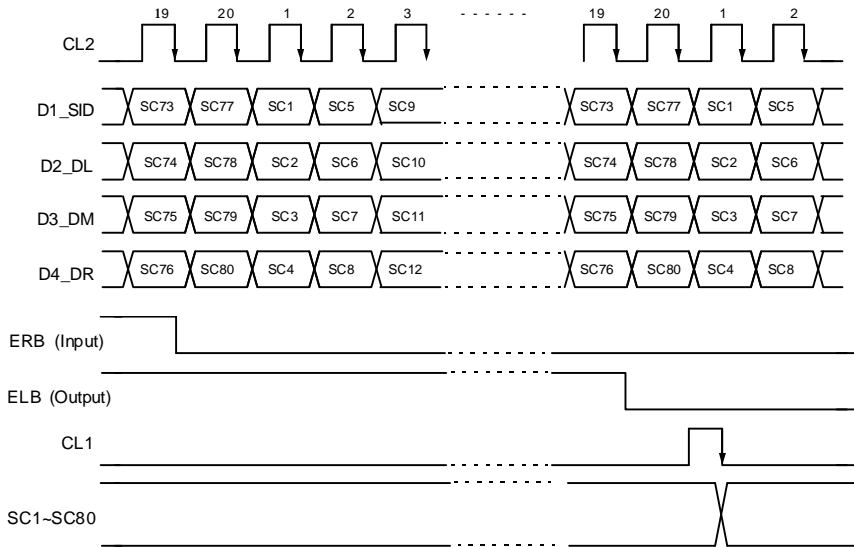 19 20 1 2 3 19 20 1 2
CL2
D1_SID SC73 SC77 SC1 SC5 SC9 SC73 SC77 SC1 SC5
D2_DL SC74 SC78 SC2 SC6 SC10 SC74 SC78 SC2 SC6
D3_DM SC75 SC79 SC3 SC7 SC11 SC75 SC79 SC3 SC7
D4_DR SC76 SC80 SC4 SC8 SC12 SC76 SC80 SC4 SC8
ERB (Input)
ELB (Output)
CL1
SC1~SC80